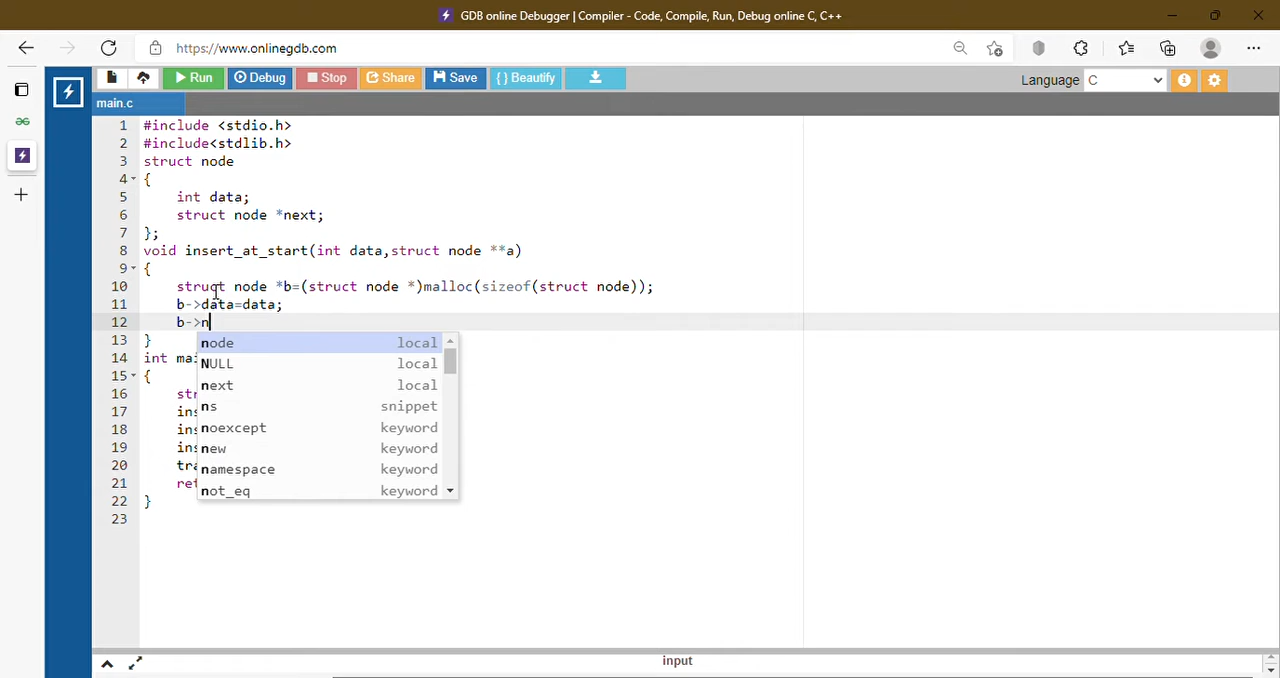 GDB online Debugger | Compiler - Code, Compile, Run, Debug online C, C++
https://www.onlinegdb.com
Run Debug Stop Share Save { } Beautify Language C
main.c
1 #include <stdio.h>
2 #include<stdlib.h>
3 struct node
4 {
5 int data;
6 struct node *next;
7 };
8 void insert_at_start(int data,struct node **a)
9 {
10 struct node *b=(struct node *)malloc(sizeof(struct node));
11 b->data=data;
12 b->n
13 }
node local
14 int mai
NULL local
15 {
next local
16 str
ns snippet
17 ins
noexcept keyword
18 ins
new keyword
19 ins
namespace keyword
20 tra
not_eq keyword
21 ret
22 }
23
input